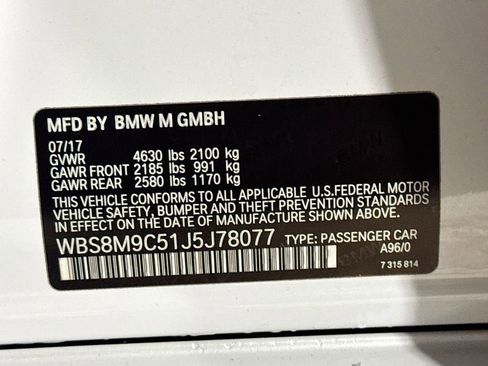 MFD BY BMW M GMBH
07/17
GVWR 4630 lbs 2100 kg
GAWR FRONT 2185 lbs 991 kg
GAWR REAR 2580 lbs 1170 kg
THIS VEHICLE CONFORMS TO ALL APPLICABLE U.S.FEDERAL MOTOR
VEHICLE SAFETY, BUMPER AND THEFT PREVENTION STANDARDS
IN EFFECT ON THE DATE OF MANUFACTURE SHOWN ABOVE.
WBS8M9C51J5J78077 TYPE: PASSENGER CAR
A96/0
7 315 814